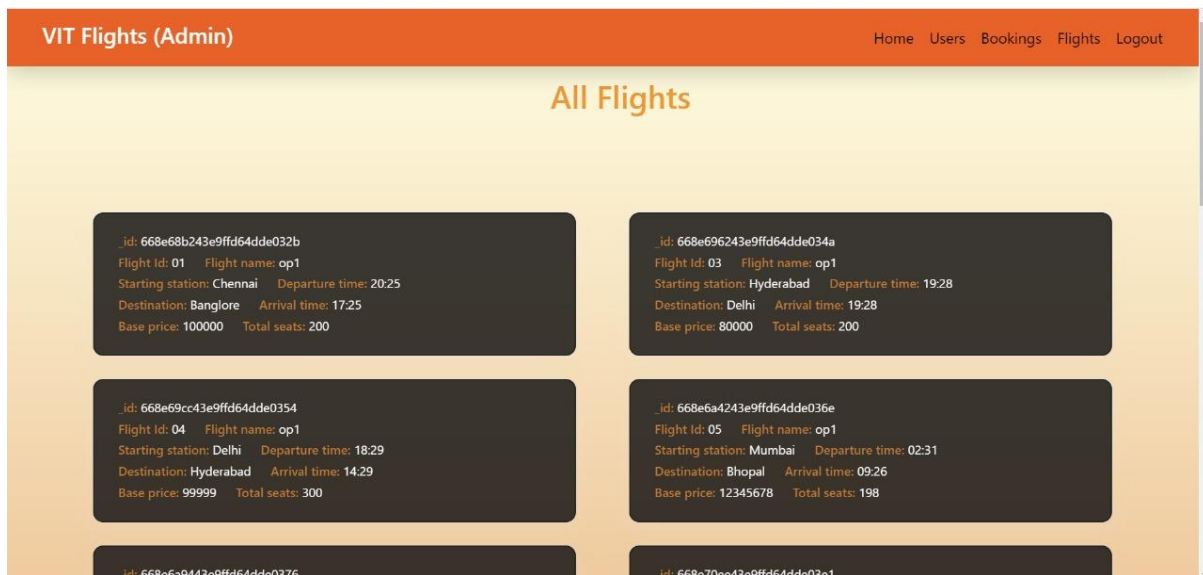 VIT Flights (Admin)
Home Users Bookings Flights Logout
All Flights
_id: 668e68b243e9ffd64dde032b
Flight Id: 01 Flight name: op1
Starting station: Chennai Departure time: 20:25
Destination: Banglore Arrival time: 17:25
Base price: 100000 Total seats: 200
_id: 668e696243e9ffd64dde034a
Flight Id: 03 Flight name: op1
Starting station: Hyderabad Departure time: 19:28
Destination: Delhi Arrival time: 19:28
Base price: 80000 Total seats: 200
_id: 668e69cc43e9ffd64dde0354
Flight Id: 04 Flight name: op1
Starting station: Delhi Departure time: 18:29
Destination: Hyderabad Arrival time: 14:29
Base price: 99999 Total seats: 300
_id: 668e6a4243e9ffd64dde036e
Flight Id: 05 Flight name: op1
Starting station: Mumbai Departure time: 02:31
Destination: Bhopal Arrival time: 09:26
Base price: 12345678 Total seats: 198
_id: 668e6a9443e9ffd64dde0376
_id: 668e70ee43e9ffd64dde03e1